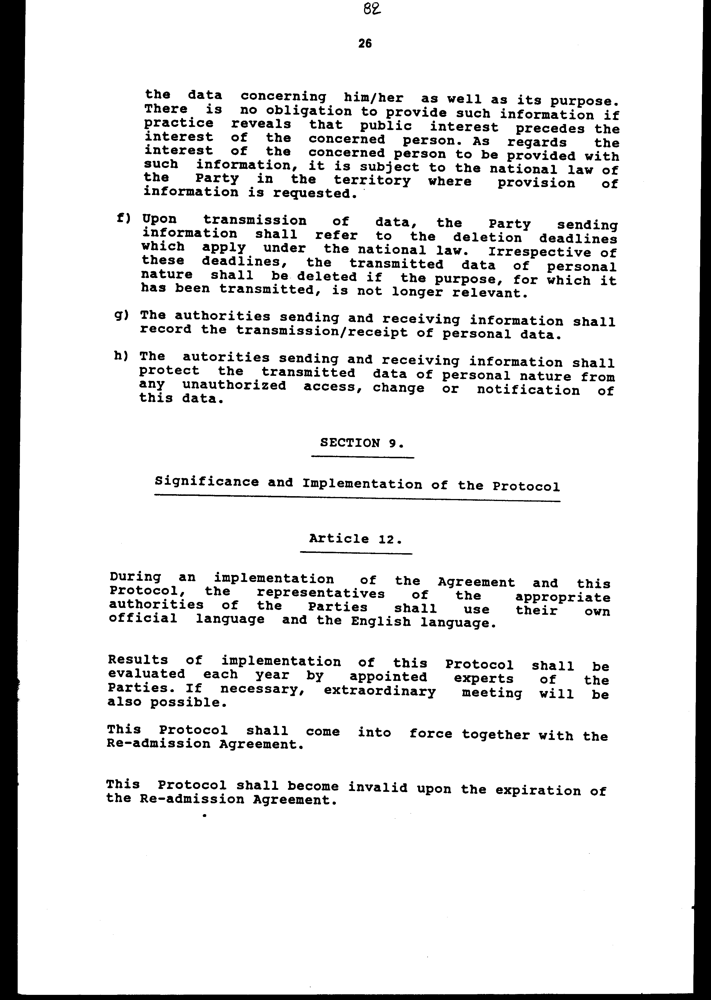 82
26
the data concerning him/her as well as its purpose.
There is no obligation to provide such information if
practice reveals that public interest precedes the
interest of the concerned person. As regards the
interest of the concerned person to be provided with
such information, it is subject to the national law of
the Party in the territory where provision of
information is requested.
f) Upon transmission of data, the Party sending
information shall refer to the deletion deadlines
which apply under the national law. Irrespective of
these deadlines, the transmitted data of personal
nature shall be deleted if the purpose, for which it
has been transmitted, is not longer relevant.
g) The authorities sending and receiving information shall
record the transmission/receipt of personal data.
h) The autorities sending and receiving information shall
protect the transmitted data of personal nature from
any unauthorized access, change or notification of
this data.
SECTION 9.
Significance and Implementation of the Protocol
Article 12.
During an implementation of the Agreement and this
Protocol, the representatives of the appropriate
authorities of the Parties shall use their own
official language and the English language.
Results of implementation of this Protocol shall be
evaluated each year by appointed experts of the
Parties. If necessary, extraordinary meeting will be
also possible.
This Protocol shall come into force together with the
Re-admission Agreement.
This Protocol shall become invalid upon the expiration of
the Re-admission Agreement.